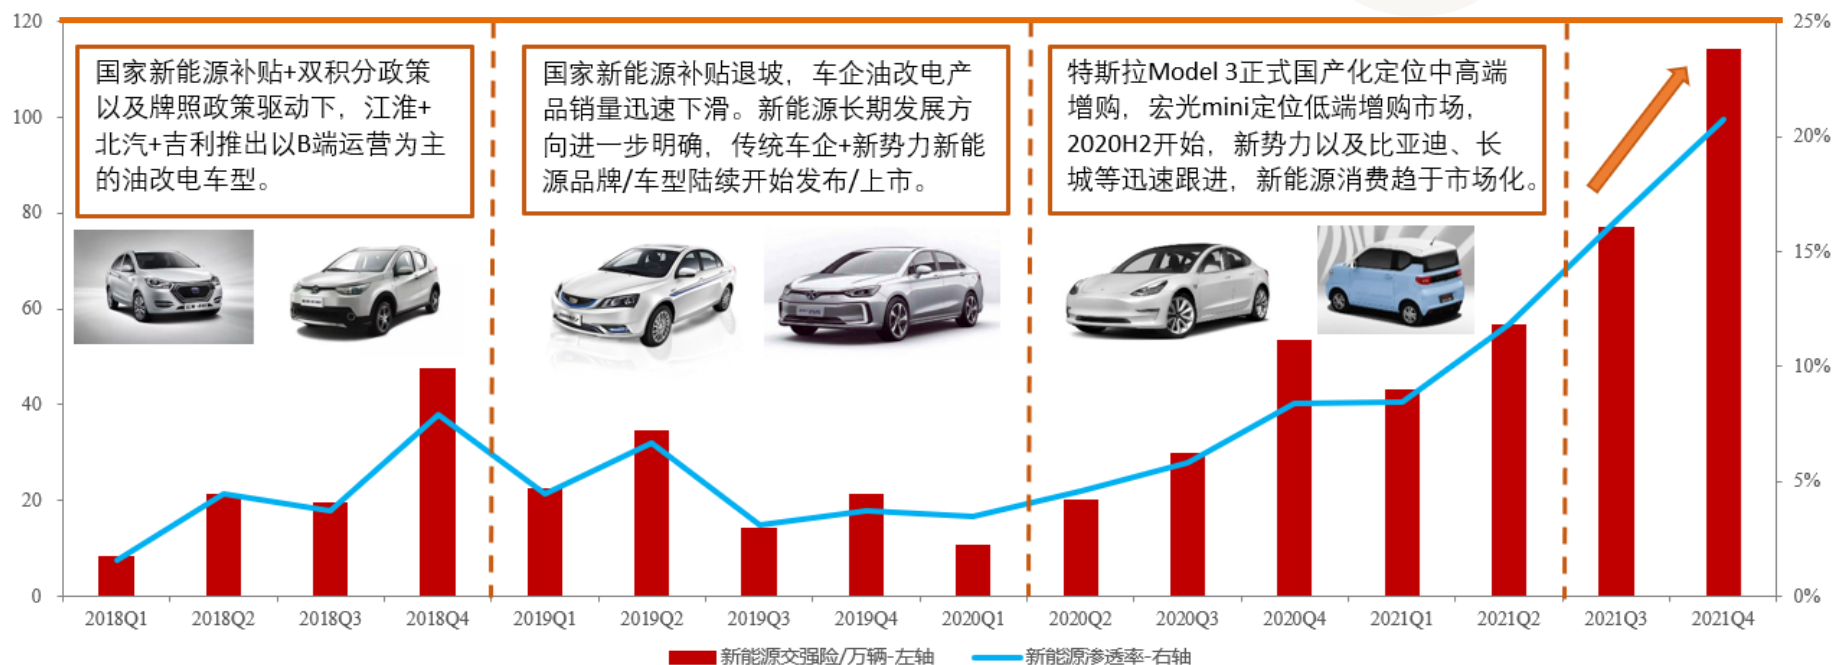 120
100
80
60
40
20
0
25%
20%
15%
10%
5%
0%
国家新能源补贴+双积分政策
以及牌照政策驱动下，江淮+
北汽+吉利推出以B端运营为主
的油改电车型。
国家新能源补贴退坡，车企油改电产
品销量迅速下滑。新能源长期发展方
向进一步明确，传统车企+新势力新能
源品牌/车型陆续开始发布/上市。
特斯拉Model 3正式国产化定位中高端
增购，宏光mini定位低端增购市场，
2020H2开始，新势力以及比亚迪、长
城等迅速跟进，新能源消费趋于市场化。
2018Q1 2018Q2 2018Q3 2018Q4 2019Q1 2019Q2 2019Q3 2019Q4 2020Q1 2020Q2 2020Q3 2020Q4 2021Q1 2021Q2 2021Q3 2021Q4
新能源交强险/万辆-左轴 新能源渗透率-右轴